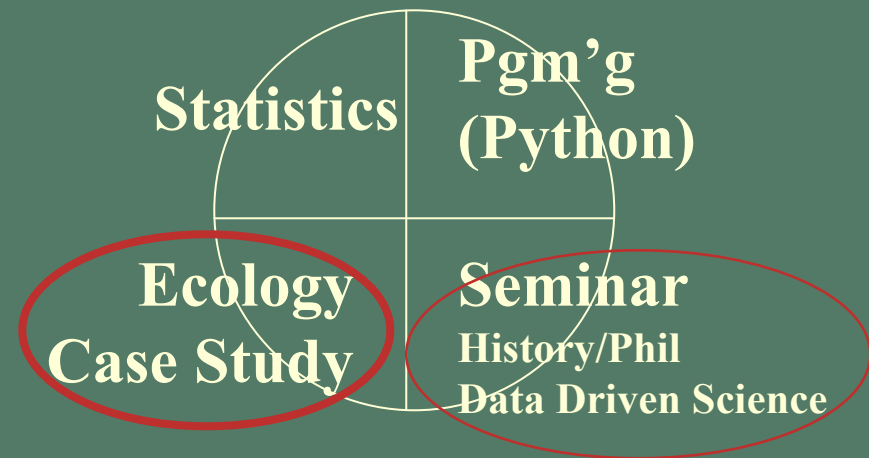 Statistics
Pgm’g
(Python)
Ecology
Case Study
Seminar
History/Phil
Data Driven Science